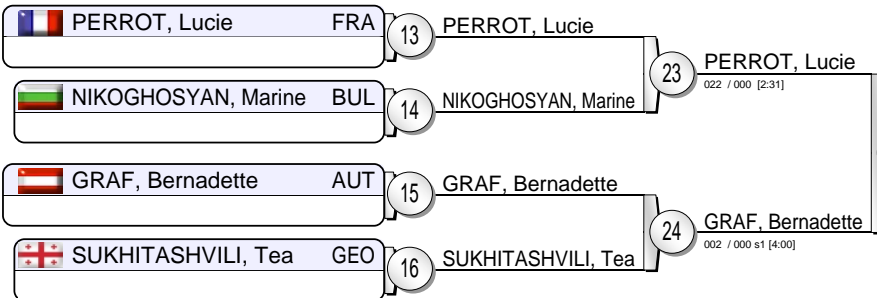 PERROT, Lucie FRA 13 PERROT, Lucie
23 PERROT, Lucie
022 / 000 [2:31]
NIKOGHOSYAN, Marine BUL 14 NIKOGHOSYAN, Marine
GRAF, Bernadette AUT 15 GRAF, Bernadette
24 GRAF, Bernadette
002 / 000 s1 [4:00]
SUKHITASHVILI, Tea GEO 16 SUKHITASHVILI, Tea